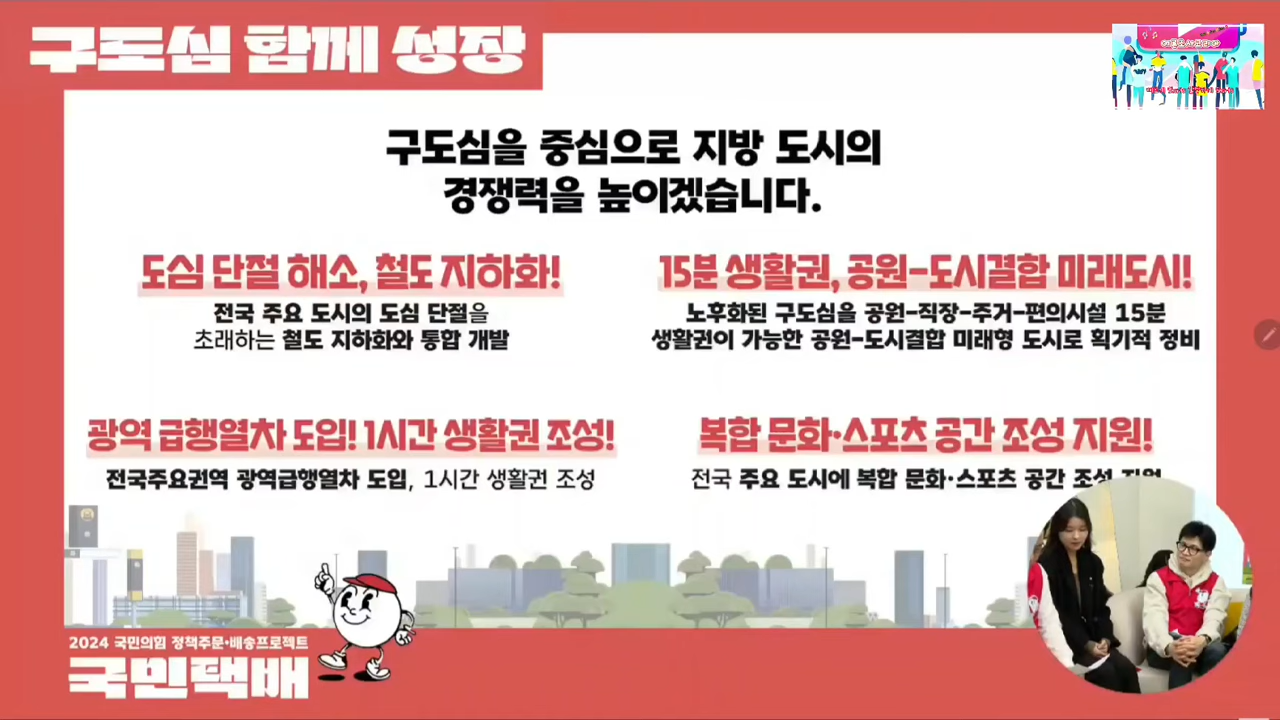 구도심 함께 성장
구도심을 중심으로 지방 도시의
경쟁력을 높이겠습니다.
도심 단절 해소, 철도 지하화!
전국 주요 도시의 도심 단절을
초래하는 철도 지하화와 통합 개발
15분 생활권, 공원-도시결합 미래도시!
노후화된 구도심을 공원-직장-주거-편의시설 15분
생활권이 가능한 공원-도시결합 미래형 도시로 획기적 정비
광역 급행열차 도입! 1시간 생활권 조성!
전국주요권역 광역급행열차 도입, 1시간 생활권 조성
복합 문화·스포츠 공간 조성 지원!
전국 주요 도시에 복합 문화·스포츠 공간 조성 지원
2024 국민의힘 정책주문·배송프로젝트
국민택배